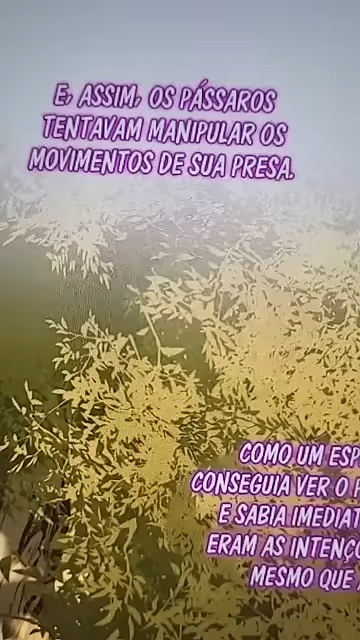 E, ASSIM, OS PÁSSAROS
TENTAVAM MANIPULAR OS
MOVIMENTOS DE SUA PRESA.
COMO UM
CONSEGUIA VER O
E SABIA
ERAM AS
MESMO QUE